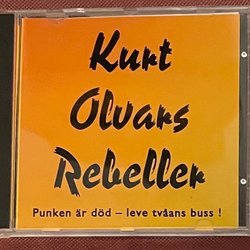 Kurt
Olvars
Rebeller
Punken är död – leve tvåans buss !